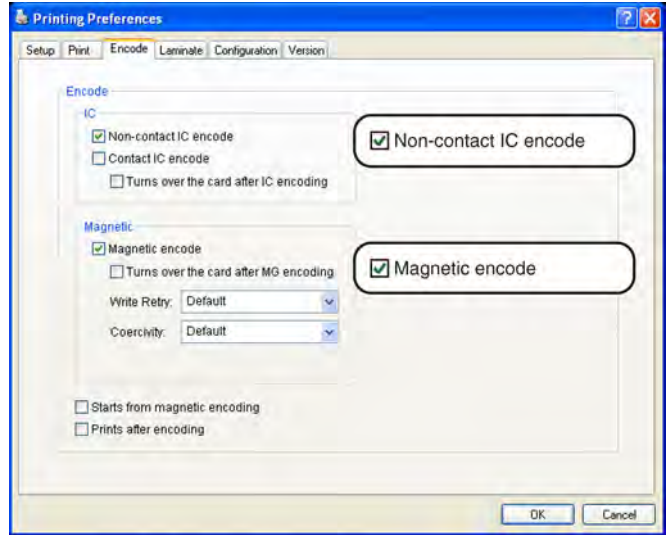 Printing Preferences
Setup Print Encode Laminate Configuration Version
Encode
IC
Non-contact IC encode
Contact IC encode
Turns over the card after IC encoding
Non-contact IC encode
Magnetic
Magnetic encode
Turns over the card after MG encoding
Magnetic encode
Write Retry: Default
Coercivity: Default
Starts from magnetic encoding
Prints after encoding
OK Cancel